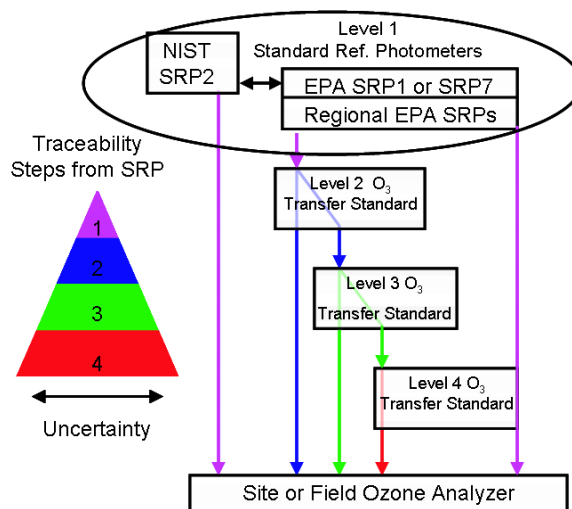 Level 1
Standard Ref. Photometers
NIST
SRP2
EPA SRP1 or SRP7
Regional EPA SRPs
Traceability
Steps from SRP
1
2
3
4
Uncertainty
Level 2 O₃
Transfer Standard
Level 3 O₃
Transfer Standard
Level 4 O₃
Transfer Standard
Site or Field Ozone Analyzer